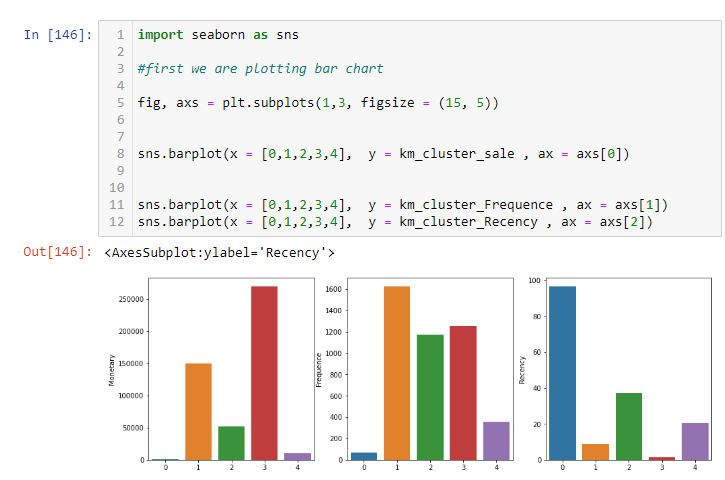 In [146]:
1 import seaborn as sns
2
3 #first we are plotting bar chart
4
5 fig, axs = plt.subplots(1,3, figsize = (15, 5))
6
7
8 sns.barplot(x = [0,1,2,3,4],  y = km_cluster_sale , ax = axs[0])
9
10
11 sns.barplot(x = [0,1,2,3,4],  y = km_cluster_Frequence , ax = axs[1])
12 sns.barplot(x = [0,1,2,3,4],  y = km_cluster_Recency , ax = axs[2])
Out[146]: <AxesSubplot:ylabel='Recency'>
Monetary
250000
200000
150000
100000
50000
0
0 1 2 3 4
Frequence
1600
1400
1200
1000
800
600
400
200
0
0 1 2 3 4
Recency
100
80
60
40
20
0
0 1 2 3 4